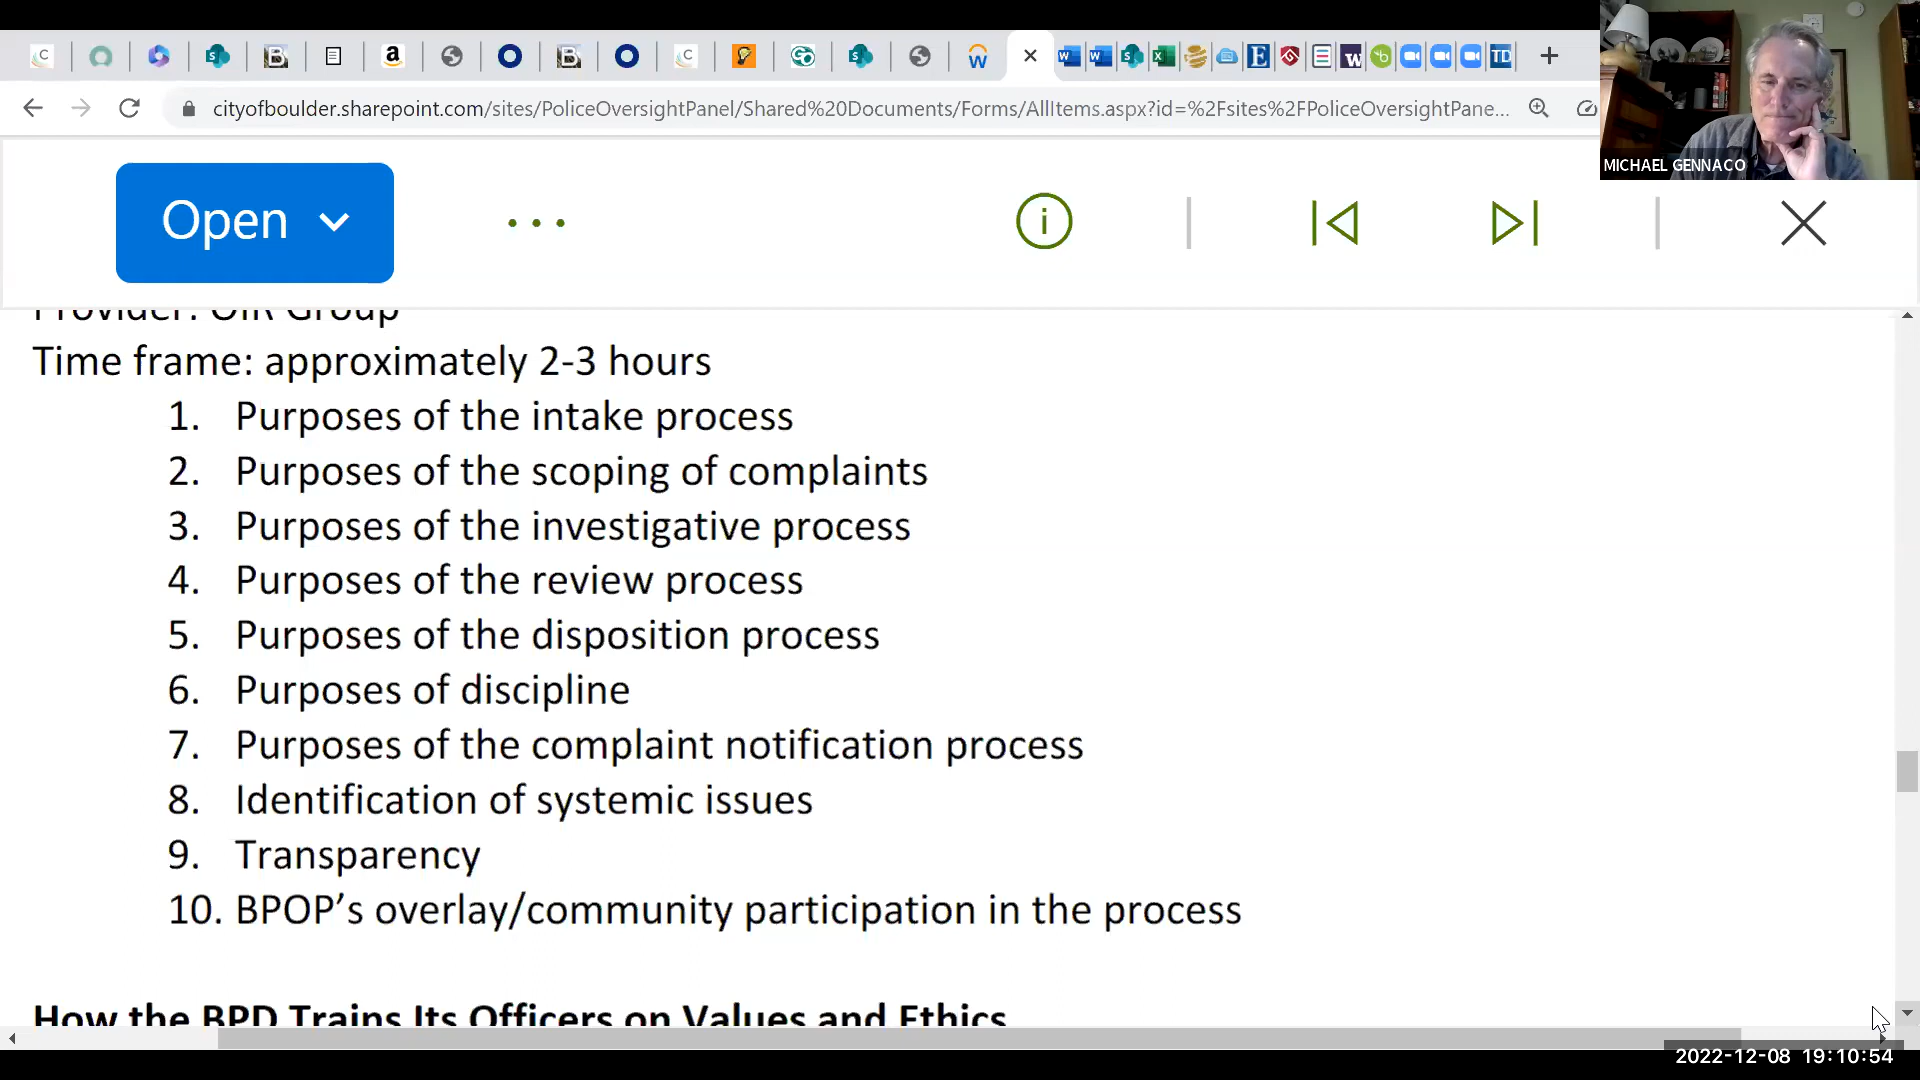 cityofboulder.sharepoint.com/sites/PoliceOversightPanel/Shared%20Documents/Forms/AllItems.aspx?id=%2Fsites%2FPoliceOversightPane...
MICHAEL GENNACO
Open
Provider: OIR Group
Time frame: approximately 2-3 hours
1. Purposes of the intake process
2. Purposes of the scoping of complaints
3. Purposes of the investigative process
4. Purposes of the review process
5. Purposes of the disposition process
6. Purposes of discipline
7. Purposes of the complaint notification process
8. Identification of systemic issues
9. Transparency
10. BPOP’s overlay/community participation in the process
How the BPD Trains Its Officers on Values and Ethics
2022-12-08 19:10:54